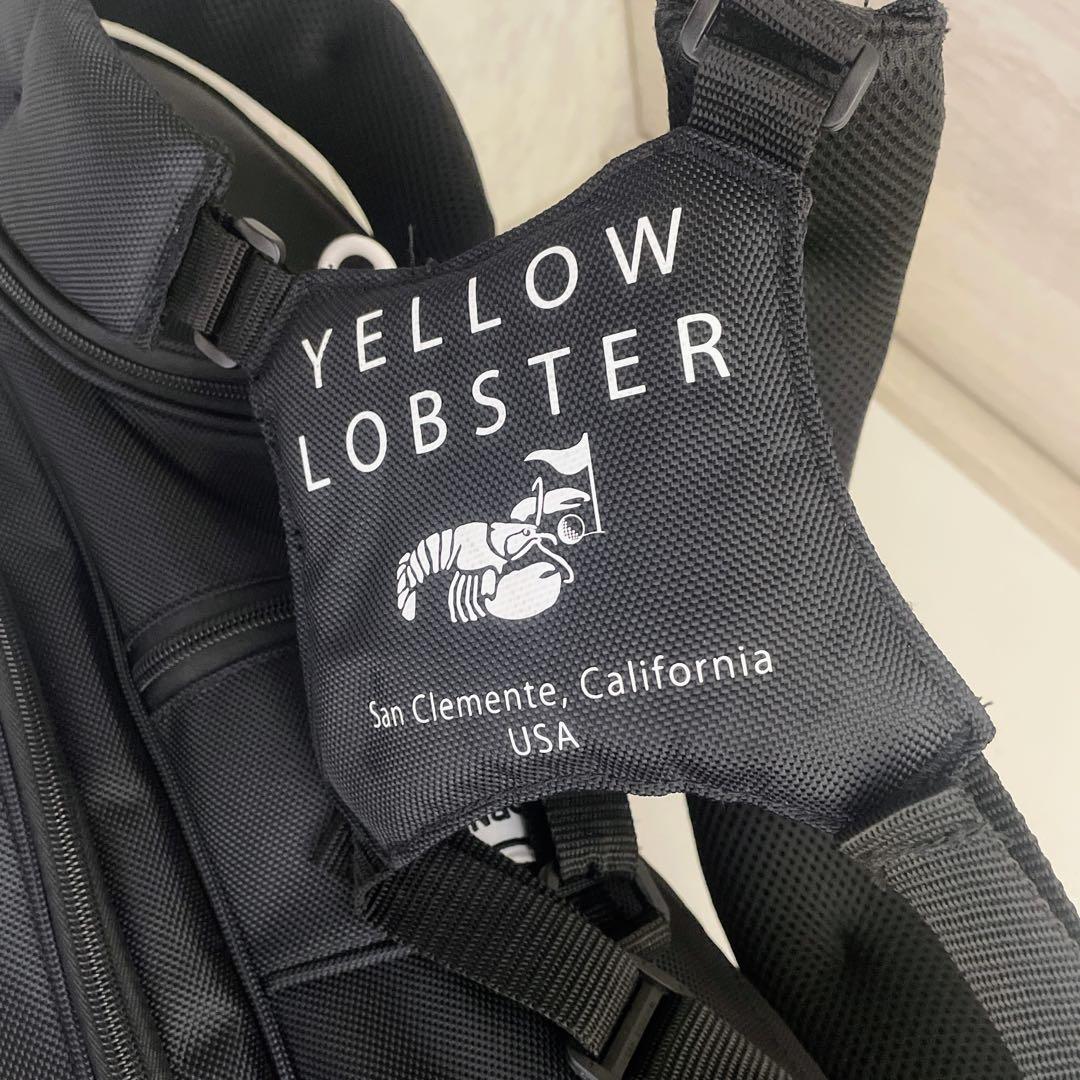 YELLOW
LOBSTER
San Clemente, California
USA